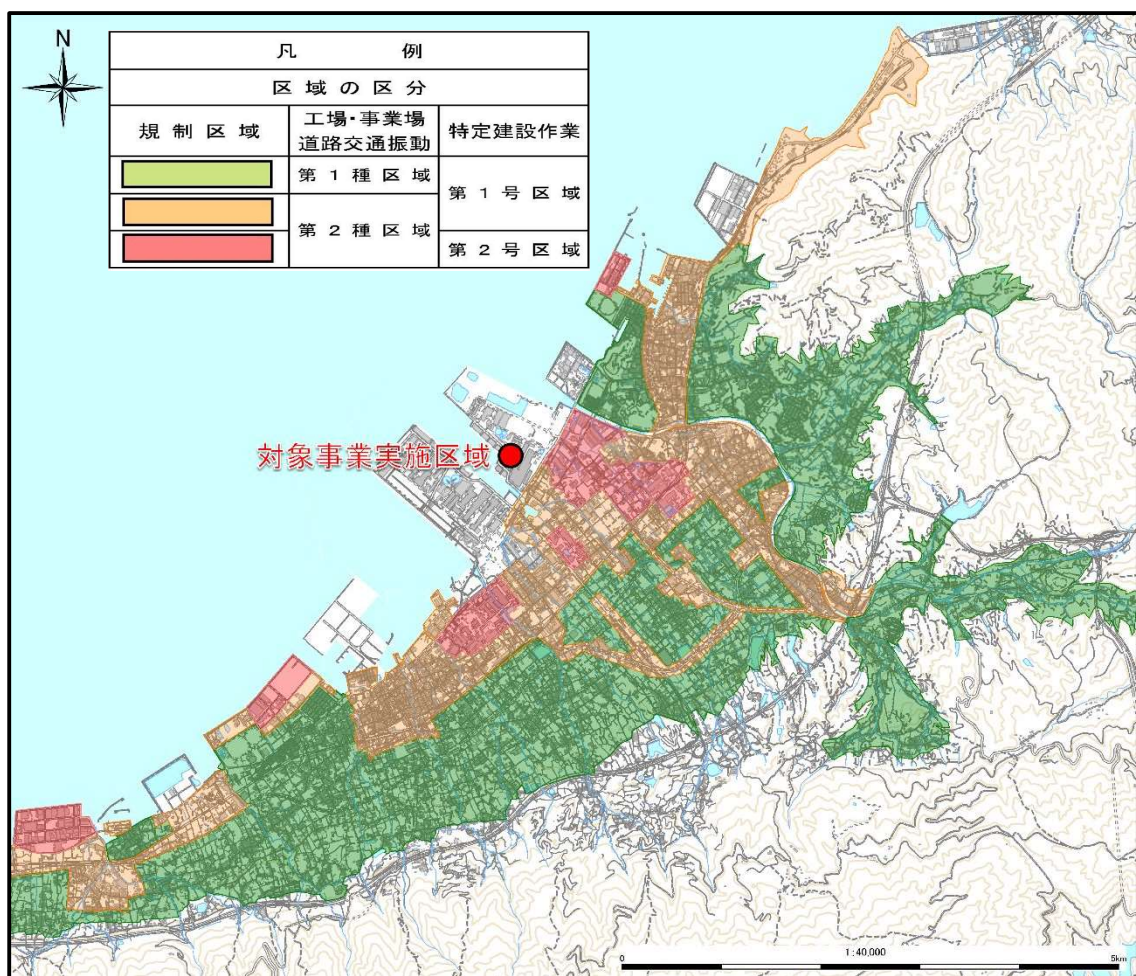 N
凡 例
区 域 の 区 分
規 制 区 域
工場・事業場
道路交通振動
特定建設作業
第 1 種 区 域
第 1 号 区 域
第 2 種 区 域
第 2 号 区 域
対象事業実施区域
1:40,000
0
5km